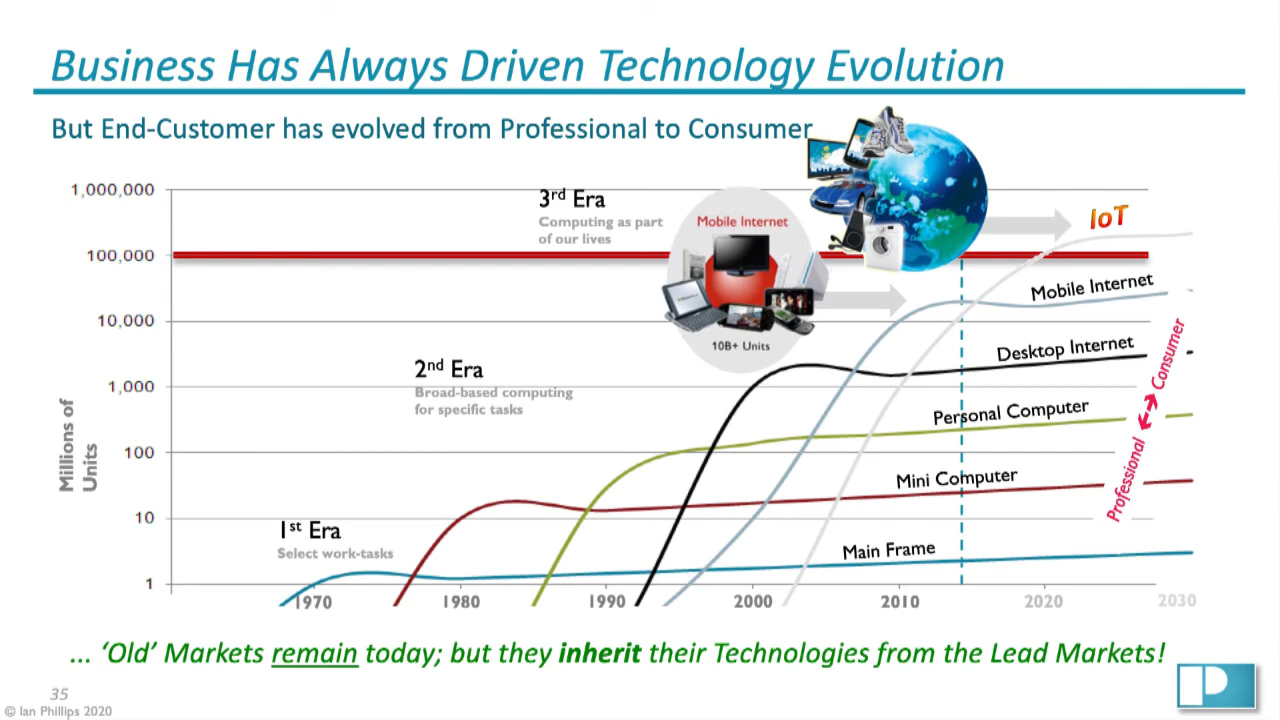 Business Has Always Driven Technology Evolution
But End-Customer has evolved from Professional to Consumer
1,000,000
100,000
10,000
1,000
100
10
1
Millions of
Units
3rd Era
Computing as part
of our lives
Mobile Internet
10B+ Units
IoT
2nd Era
Broad-based computing
for specific tasks
1st Era
Select work-tasks
Mobile Internet
Desktop Internet
Personal Computer
Mini Computer
Main Frame
Professional
Consumer
1970
1980
1990
2000
2010
2020
2030
... ‘Old’ Markets remain today; but they inherit their Technologies from the Lead Markets!
35
© Ian Phillips 2020